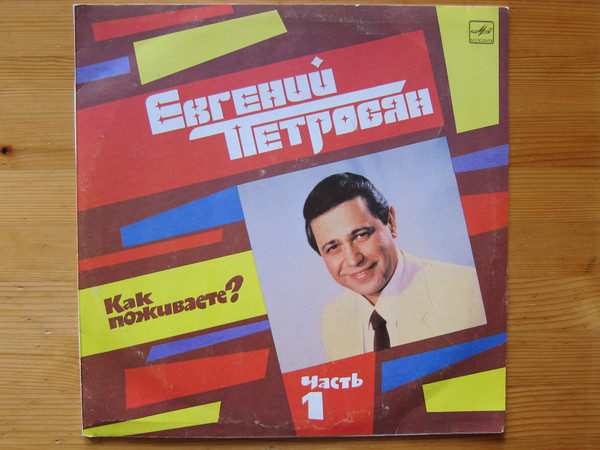 Евгений
Петросян
Как
поживаете?
Часть
1